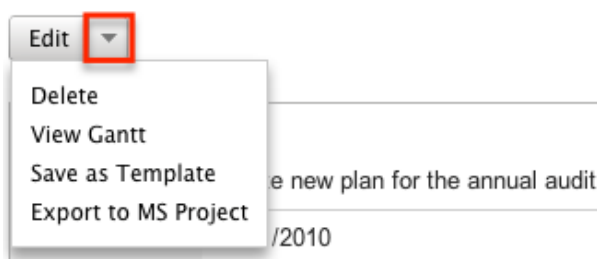 Edit
Delete
View Gantt
Save as Template
new plan for the annual audit
Export to MS Project
/2010